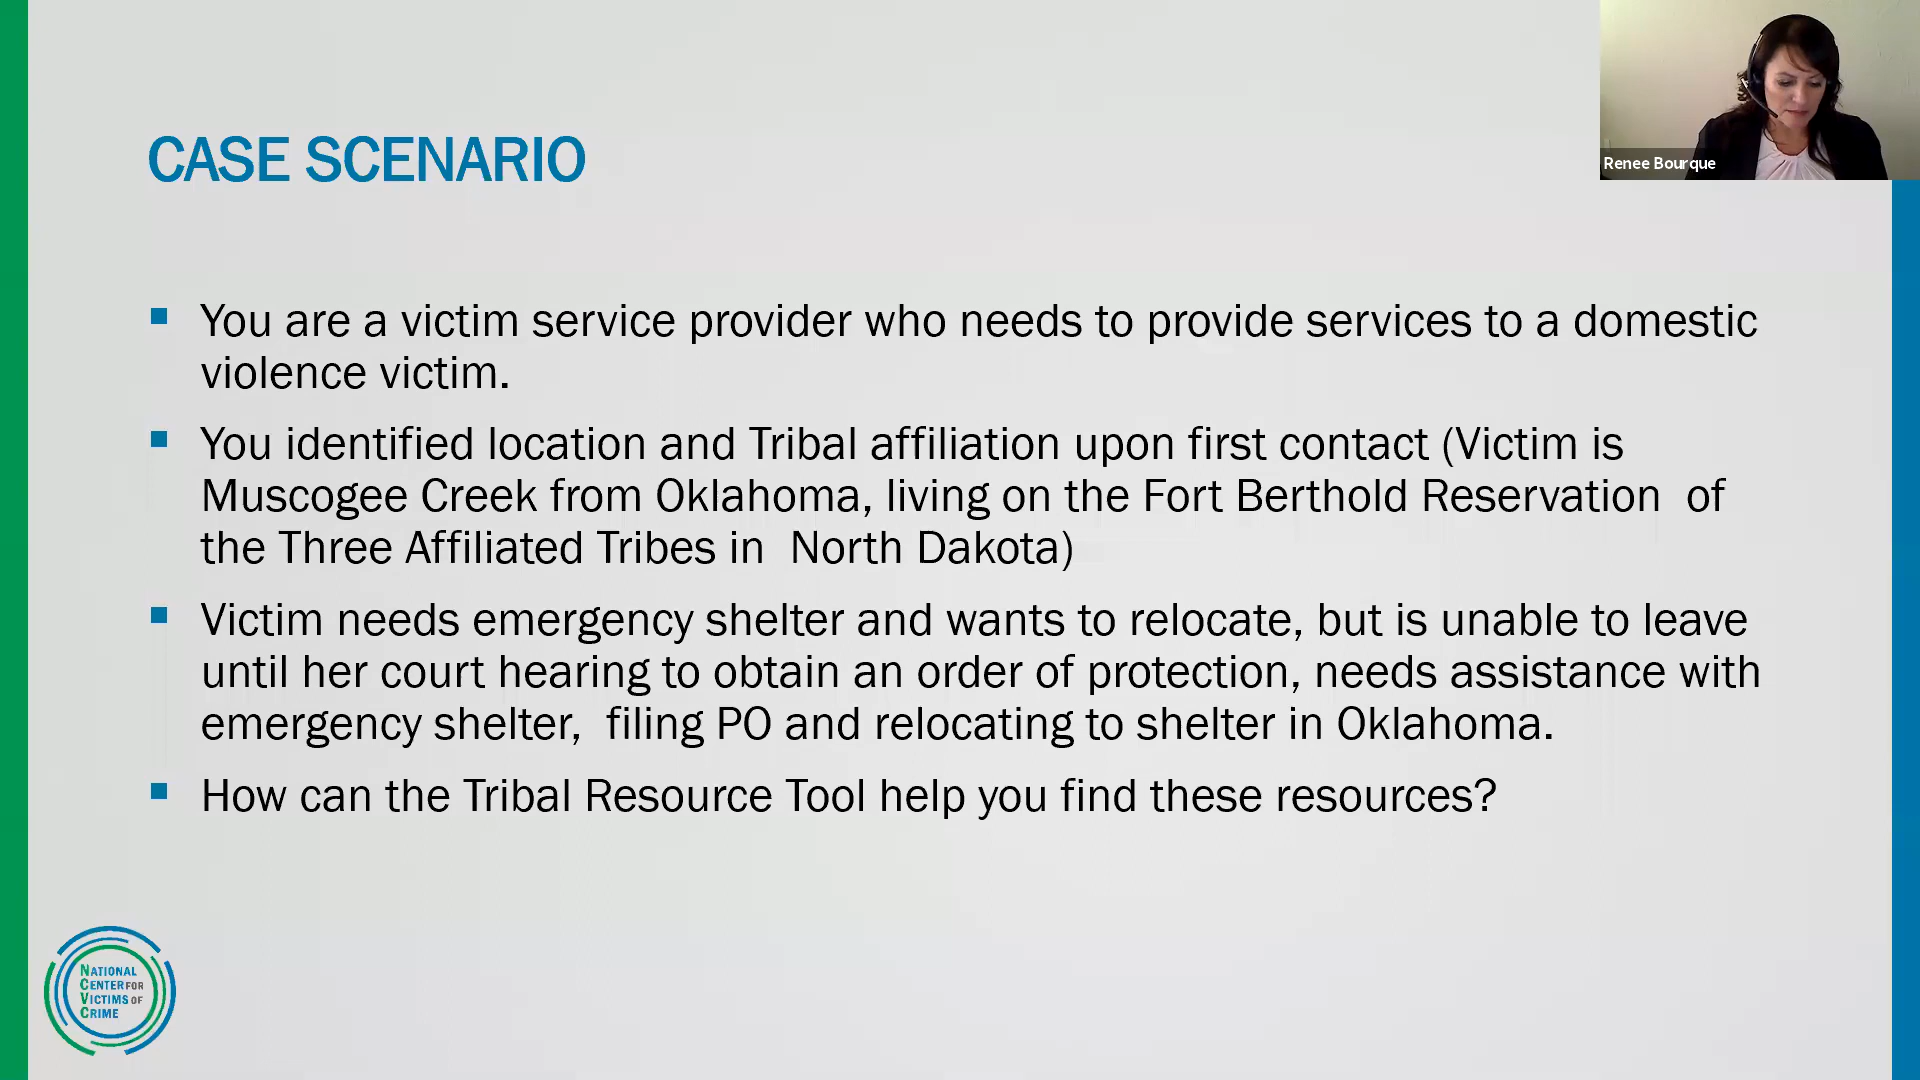 CASE SCENARIO
Renee Bourque
You are a victim service provider who needs to provide services to a domestic
violence victim.
You identified location and Tribal affiliation upon first contact (Victim is
Muscogee Creek from Oklahoma, living on the Fort Berthold Reservation  of
the Three Affiliated Tribes in  North Dakota)
Victim needs emergency shelter and wants to relocate, but is unable to leave
until her court hearing to obtain an order of protection, needs assistance with
emergency shelter,  filing PO and relocating to shelter in Oklahoma.
How can the Tribal Resource Tool help you find these resources?
NATIONAL
CENTER FOR
VICTIMS OF
CRIME